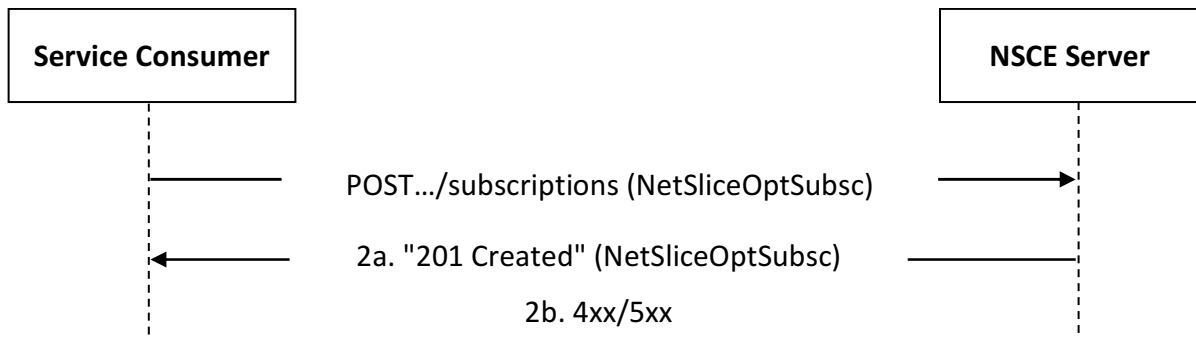 Service Consumer
NSCE Server
POST.../subscriptions (NetSliceOptSubsc)
2a. "201 Created" (NetSliceOptSubsc)
2b. 4xx/5xx